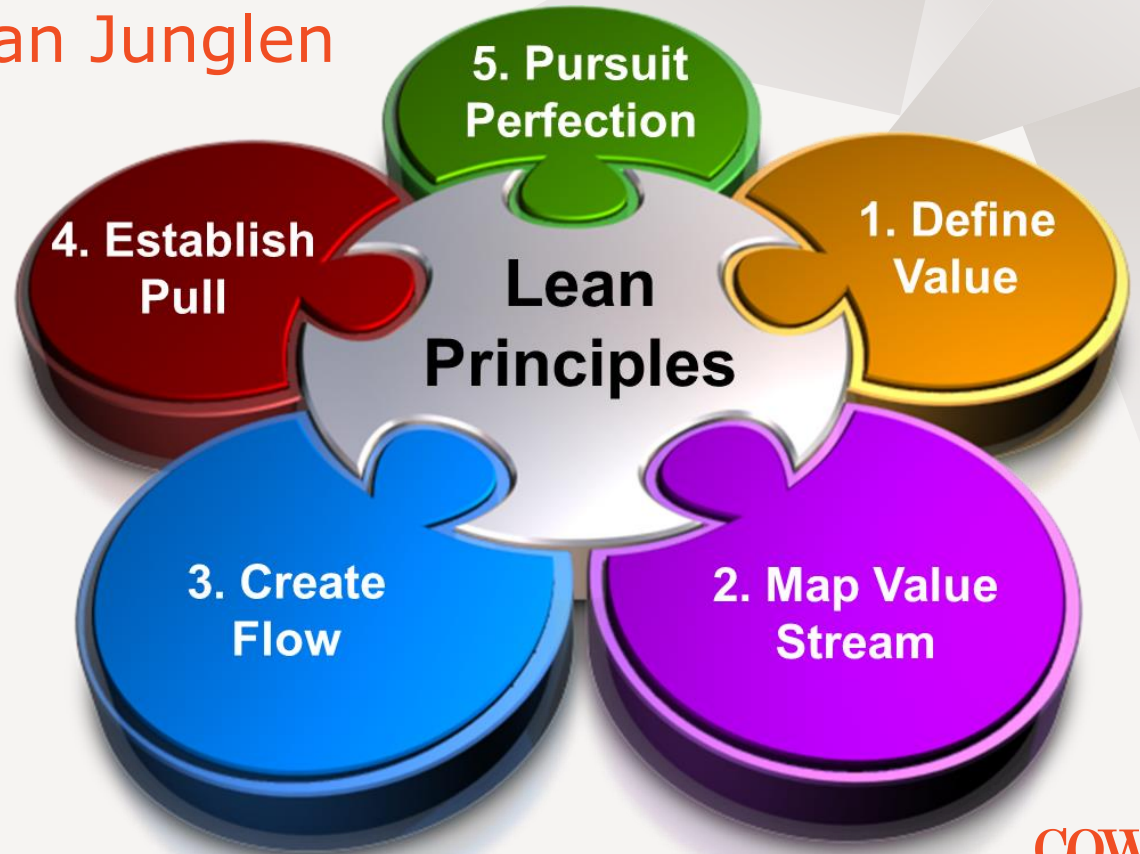 an Junglen
5. Pursuit
Perfection
4. Establish
Pull
1. Define
Value
Lean
Principles
3. Create
Flow
2. Map Value
Stream
COW